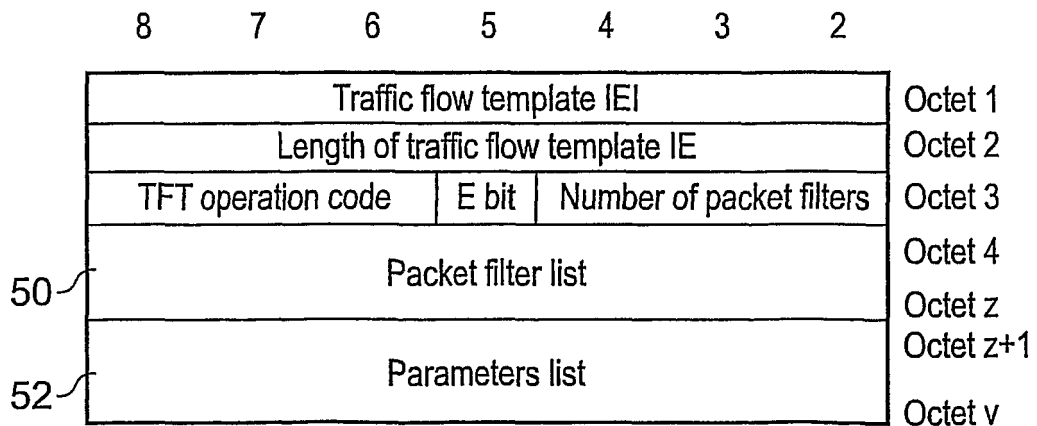 8 7 6 5 4 3 2
Traffic flow template IEI Octet 1
Length of traffic flow template IE Octet 2
TFT operation code E bit Number of packet filters Octet 3
Octet 4
50 Packet filter list
Octet z
Octet z+1
52 Parameters list
Octet v